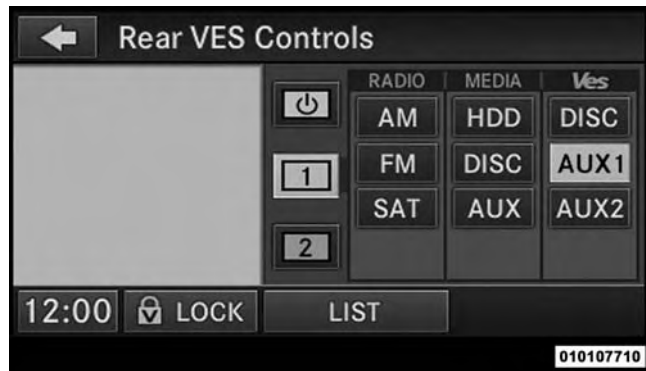 Rear VES Controls
RADIO MEDIA Ves
AM HDD DISC
1 FM DISC AUX1
SAT AUX AUX2
2
12:00 LOCK LIST
010107710